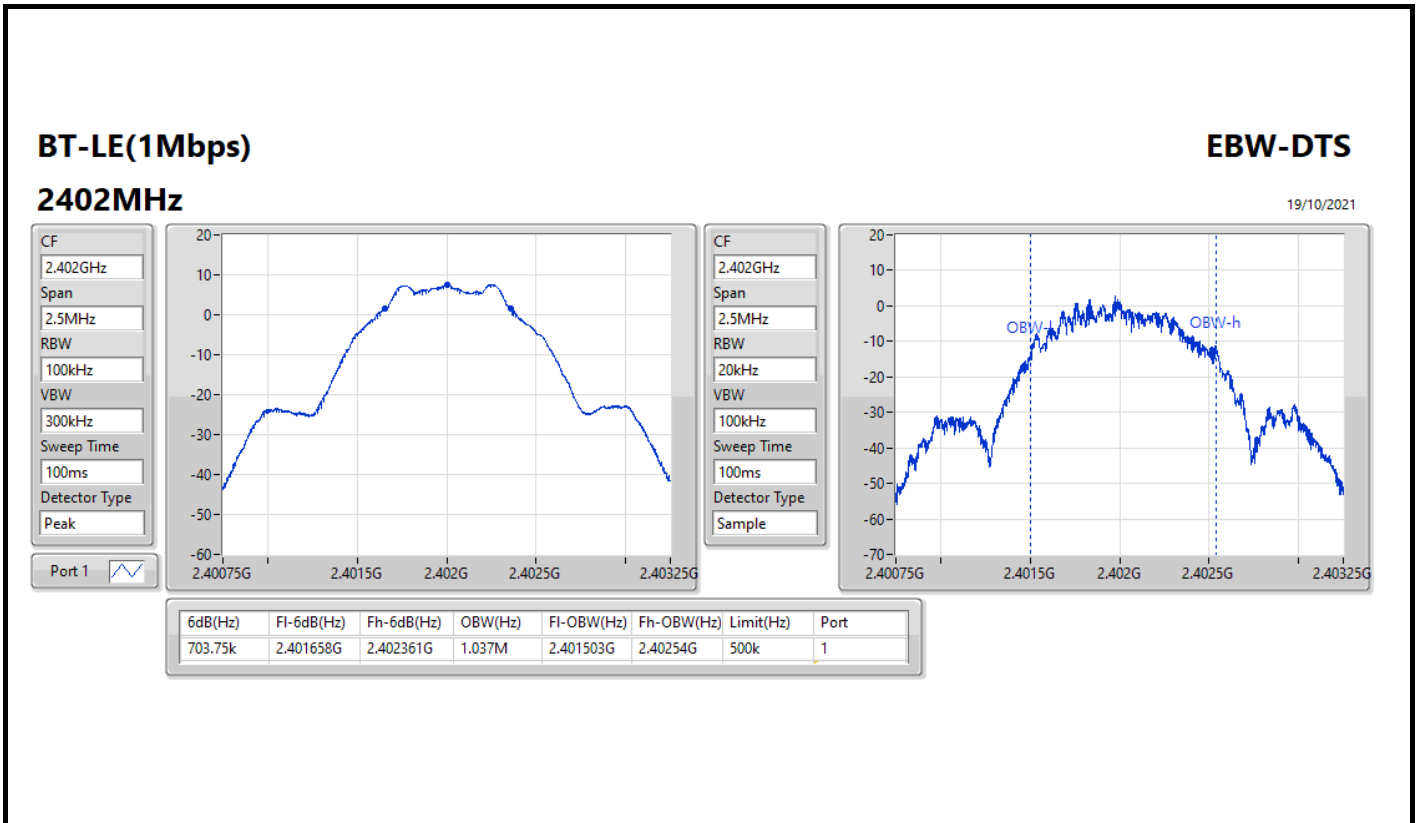 BT-LE(1Mbps)
EBW-DTS
2402MHz
19/10/2021
CF
2.402GHz
Span
2.5MHz
RBW
100kHz
VBW
300kHz
Sweep Time
100ms
Detector Type
Peak
Port 1
20
10
0
-10
-20
-30
-40
-50
-60
2.40075G 2.4015G 2.402G 2.4025G 2.40325G
CF
2.402GHz
Span
2.5MHz
RBW
20kHz
VBW
100kHz
Sweep Time
100ms
Detector Type
Sample
20
10
0
-10
-20
-30
-40
-50
-60
-70
OBW-l OBW-h
2.40075G 2.4015G 2.402G 2.4025G 2.40325G
6dB(Hz) Fl-6dB(Hz) Fh-6dB(Hz) OBW(Hz) Fl-OBW(Hz) Fh-OBW(Hz) Limit(Hz) Port
703.75k 2.401658G 2.402361G 1.037M 2.401503G 2.40254G 500k 1